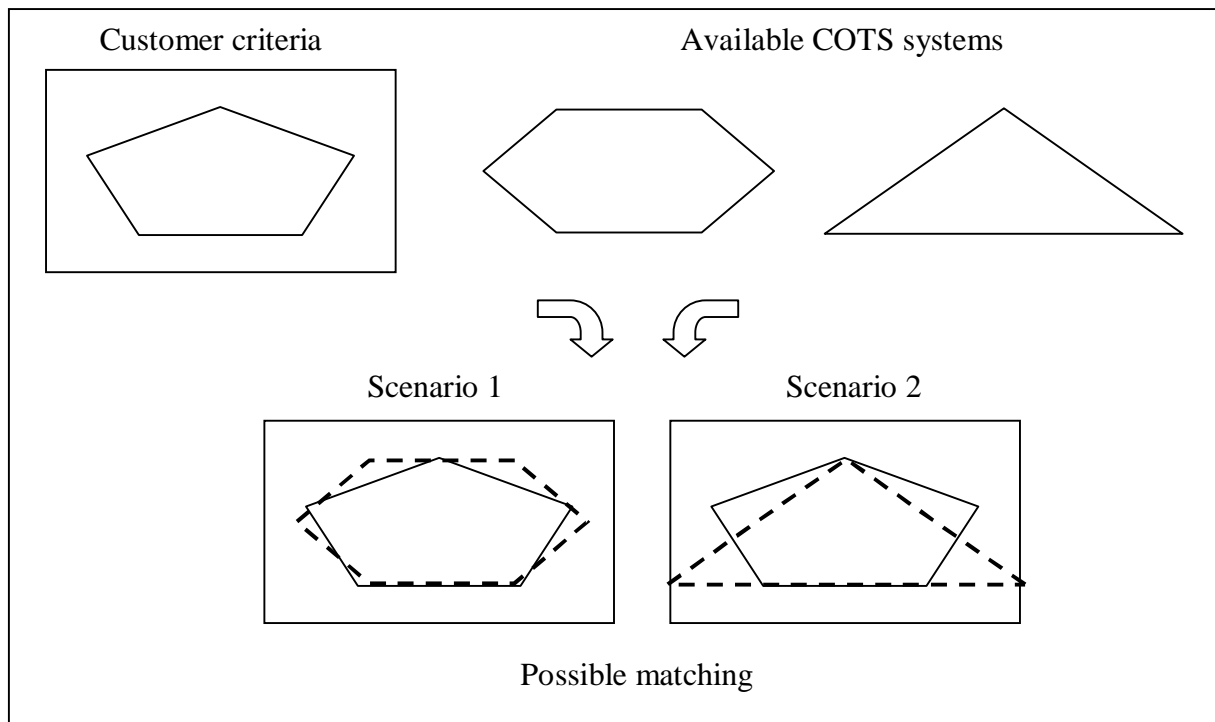 Customer criteria
Available COTS systems
Scenario 1
Scenario 2
Possible matching